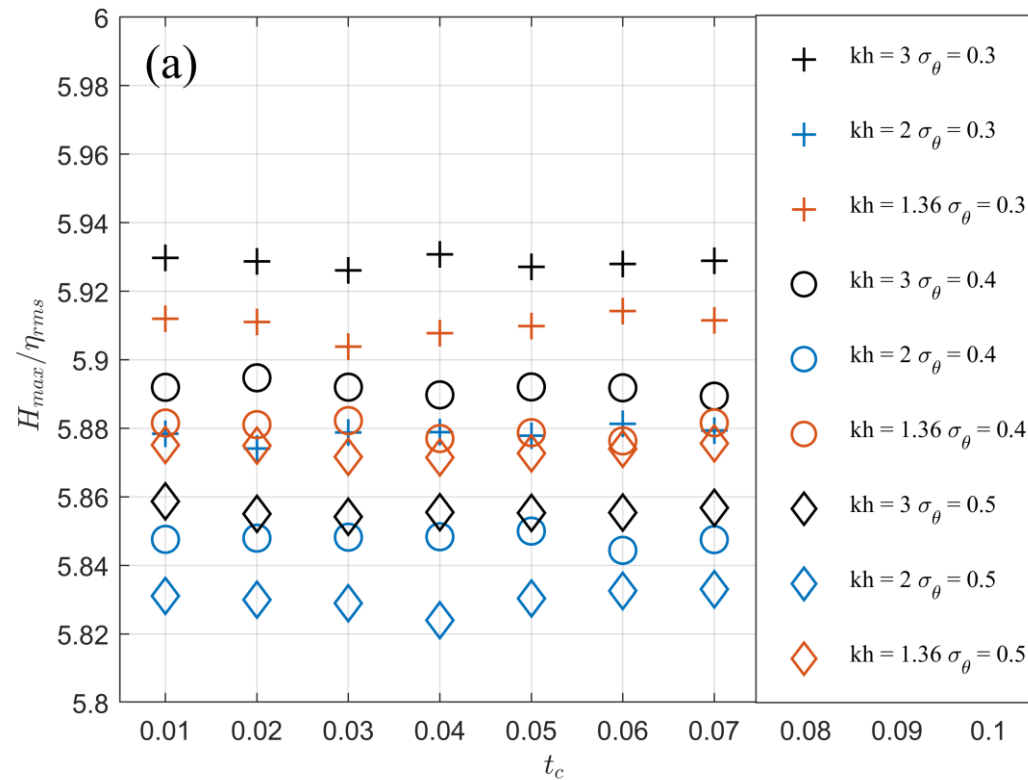 (a)
H_max/η_rms
6
5.98
5.96
5.94
5.92
5.9
5.88
5.86
5.84
5.82
5.8
0.01 0.02 0.03 0.04 0.05 0.06 0.07 0.08 0.09 0.1
t_c
kh = 3 σ_θ = 0.3
kh = 2 σ_θ = 0.3
kh = 1.36 σ_θ = 0.3
kh = 3 σ_θ = 0.4
kh = 2 σ_θ = 0.4
kh = 1.36 σ_θ = 0.4
kh = 3 σ_θ = 0.5
kh = 2 σ_θ = 0.5
kh = 1.36 σ_θ = 0.5